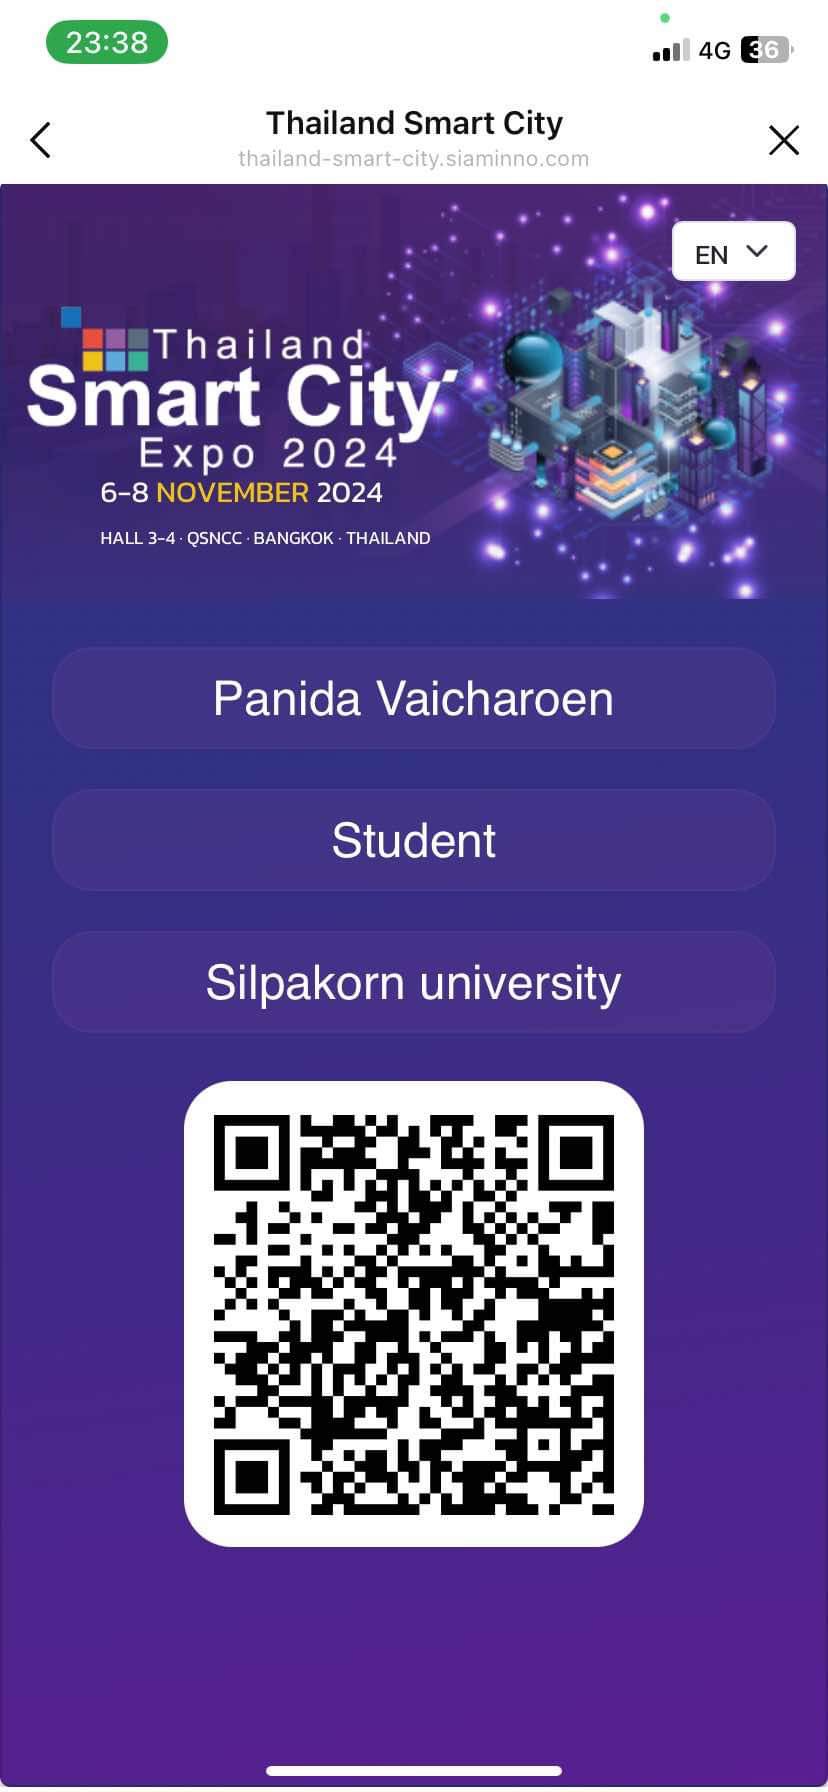 23:38
4G
36
Thailand Smart City
thailand-smart-city.siaminno.com
EN
Thailand
Smart City
Expo 2024
6-8 NOVEMBER 2024
HALL 3-4 · QSNCC · BANGKOK · THAILAND
Panida Vaicharoen
Student
Silpakorn university